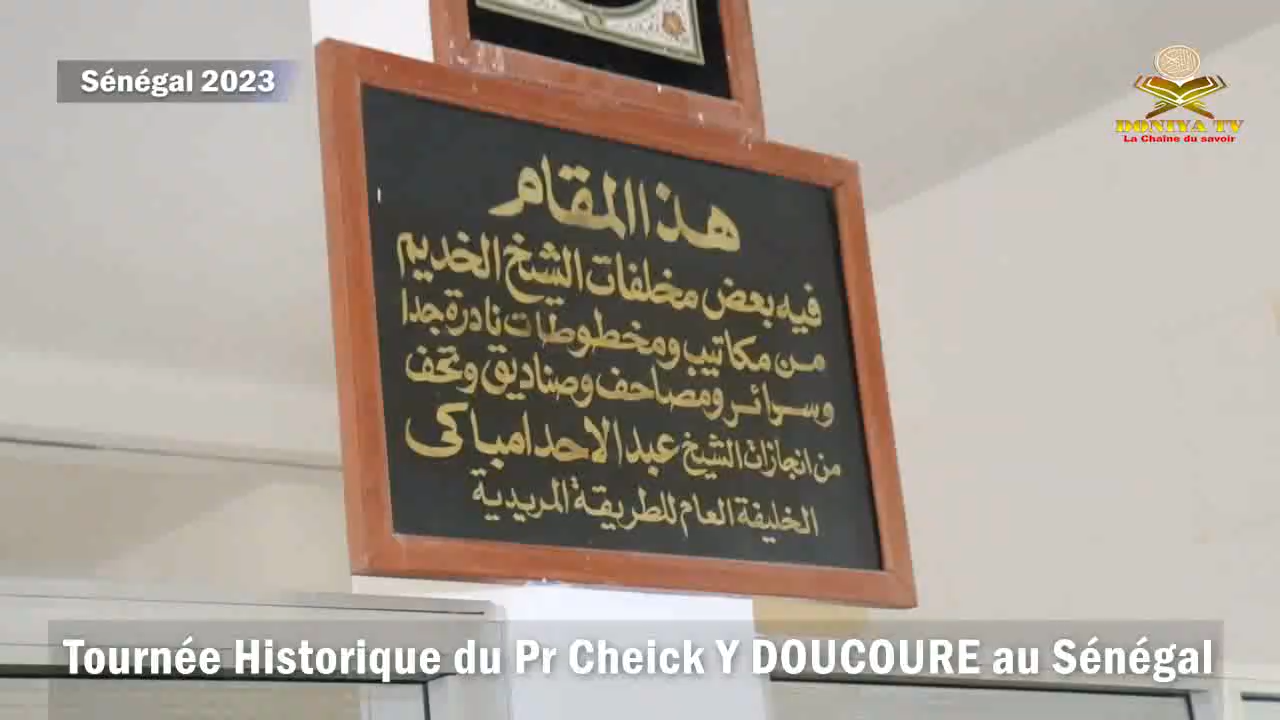 Sénégal 2023
DONIYA TV
La Chaine du savoir
هذا المقام
فيه بعض مخلفات الشيخ الخديم
من مكاتيب ومخطوطات نادرة جدا
وسرائر ومصاحف وصناديق وتحف
من انجازات الشيخ عبد الاحد امباكى
الخليفة العام للطريقة المريدية
Tournée Historique du Pr Cheick Y DOUCOURE au Sénégal